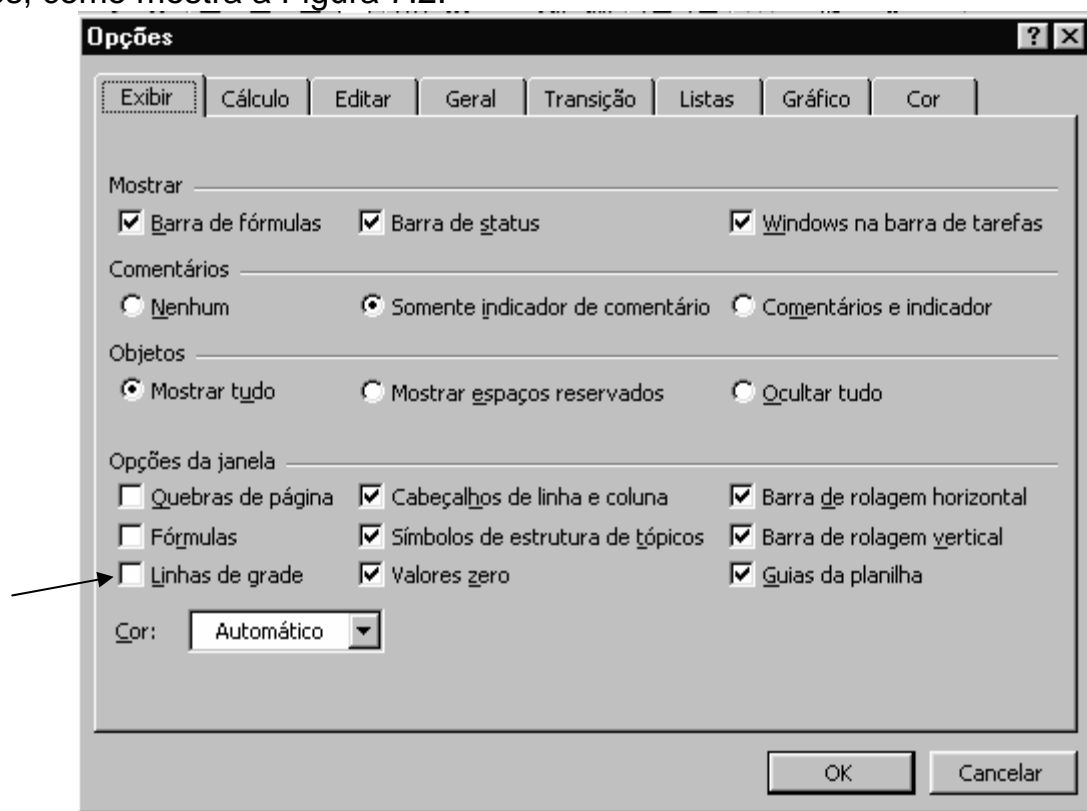 como mostra a Figura
Opções
Exibir Cálculo Editar Geral Transição Listas Gráfico Cor
Mostrar
Barra de fórmulas Barra de status Windows na barra de tarefas
Comentários
Nenhum Somente indicador de comentário Comentários e indicador
Objetos
Mostrar tudo Mostrar espaços reservados Ocultar tudo
Opções da janela
Quebras de página Cabeçalhos de linha e coluna Barra de rolagem horizontal
Fórmulas Símbolos de estrutura de tópicos Barra de rolagem vertical
Linhas de grade Valores zero Guias da planilha
Cor: Automático
OK Cancelar